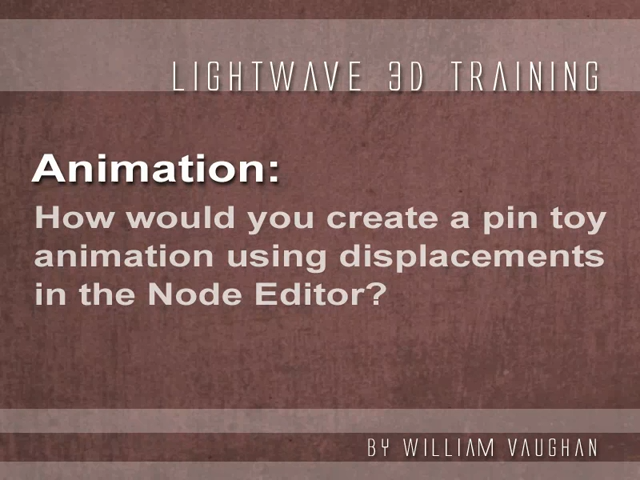 LIGHTWAVE 3D TRAINING
Animation:
How would you create a pin toy
animation using displacements
in the Node Editor?
BY WILLIAM VAUGHAN